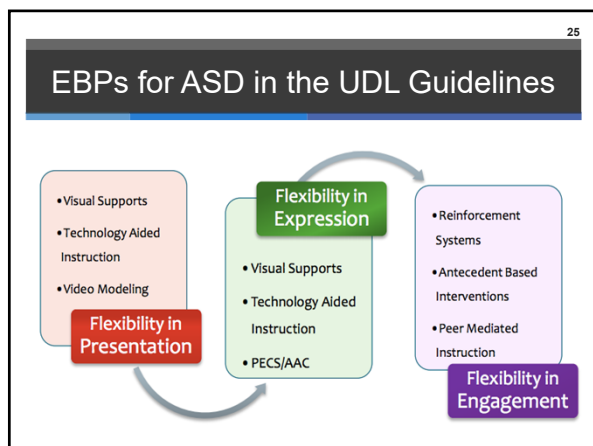 25
EBPs for ASD in the UDL Guidelines
•Visual Supports
•Technology Aided
Instruction
•Video Modeling
Flexibility in
Presentation
Flexibility in
Expression
• Visual Supports
• Technology Aided
Instruction
• PECS/AAC
•Reinforcement
Systems
•Antecedent Based
Interventions
•Peer Mediated
Instruction
Flexibility in
Engagement